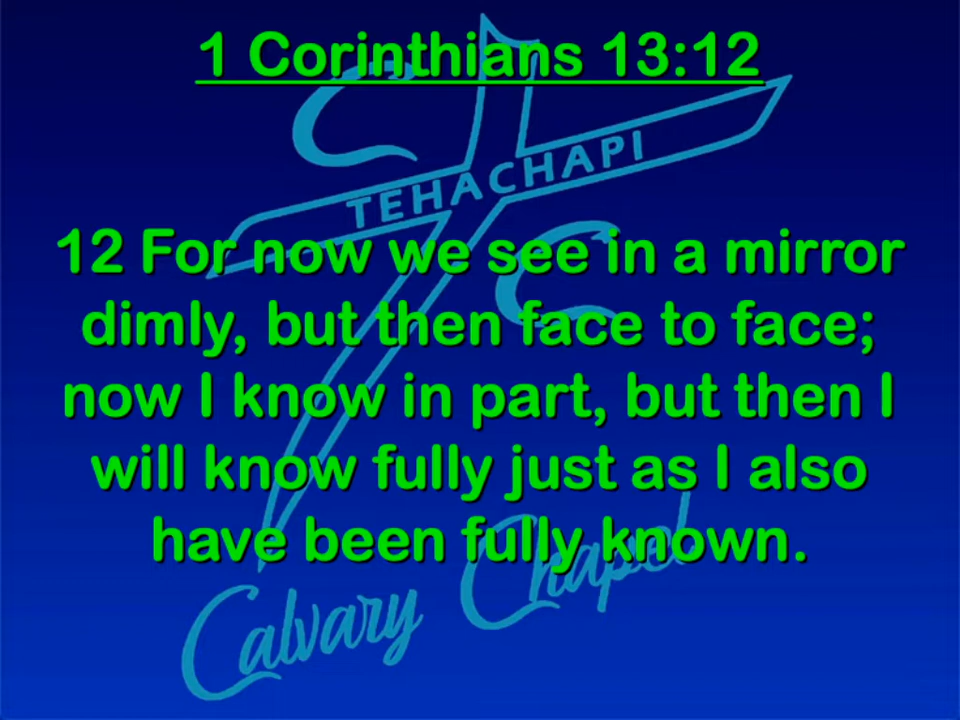 1 Corinthians 13:12
TEHACHAPI
12 For now we see in a mirror
dimly, but then face to face;
now I know in part, but then I
will know fully just as I also
have been fully known.
Calvary Chapel